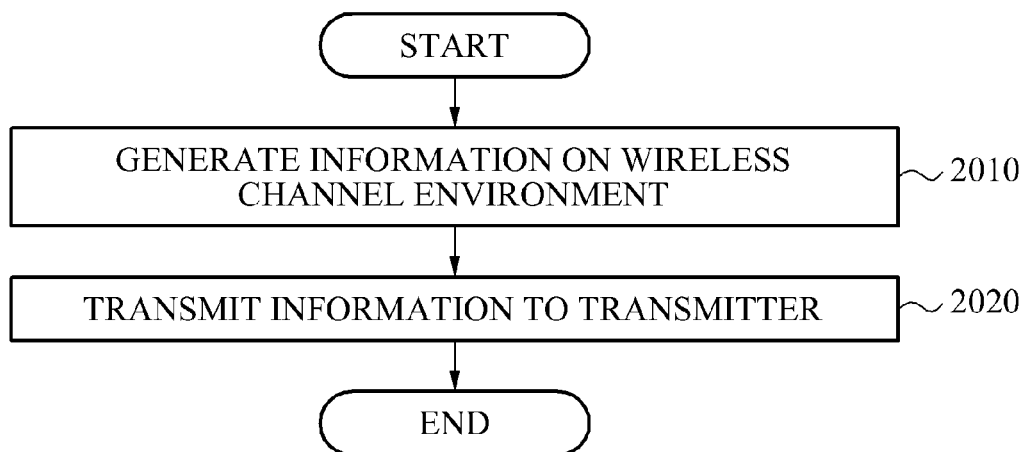 START
GENERATE INFORMATION ON WIRELESS
CHANNEL ENVIRONMENT
2010
TRANSMIT INFORMATION TO TRANSMITTER
2020
END